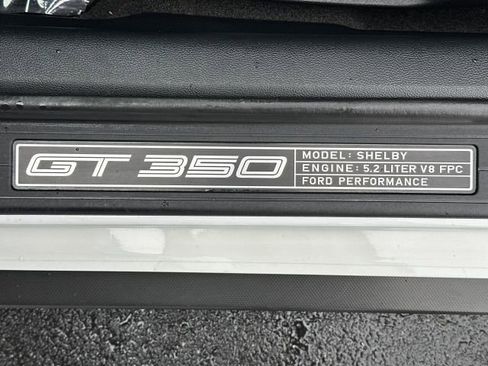 GT 350
MODEL: SHELBY
ENGINE: 5.2 LITER V8 FPC
FORD PERFORMANCE